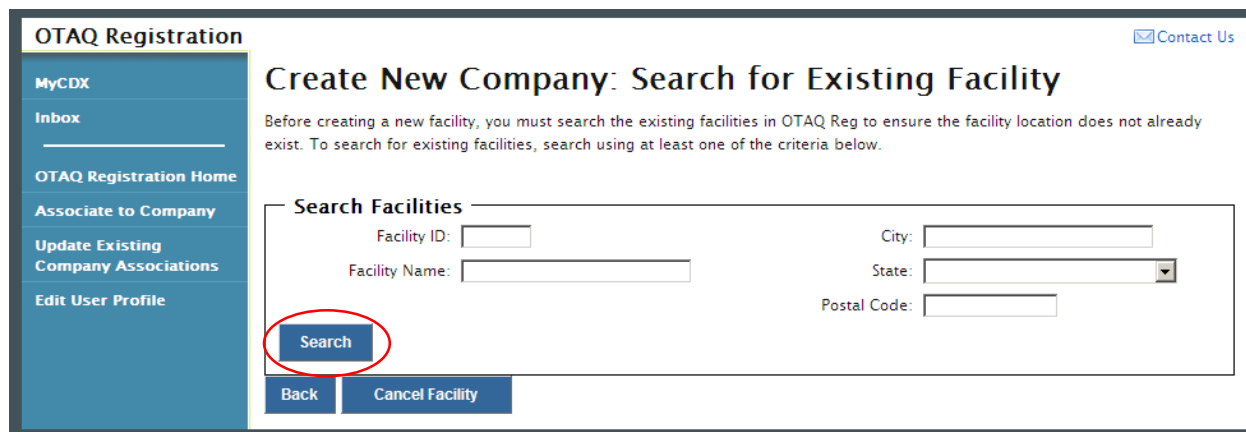 OTAQ Registration
Contact Us
MyCDX
Inbox
OTAQ Registration Home
Associate to Company
Update Existing
Company Associations
Edit User Profile
Create New Company: Search for Existing Facility
Before creating a new facility, you must search the existing facilities in OTAQ Reg to ensure the facility location does not already
exist. To search for existing facilities, search using at least one of the criteria below.
Search Facilities
Facility ID:
City:
Facility Name:
State:
Postal Code:
Search
Back
Cancel Facility